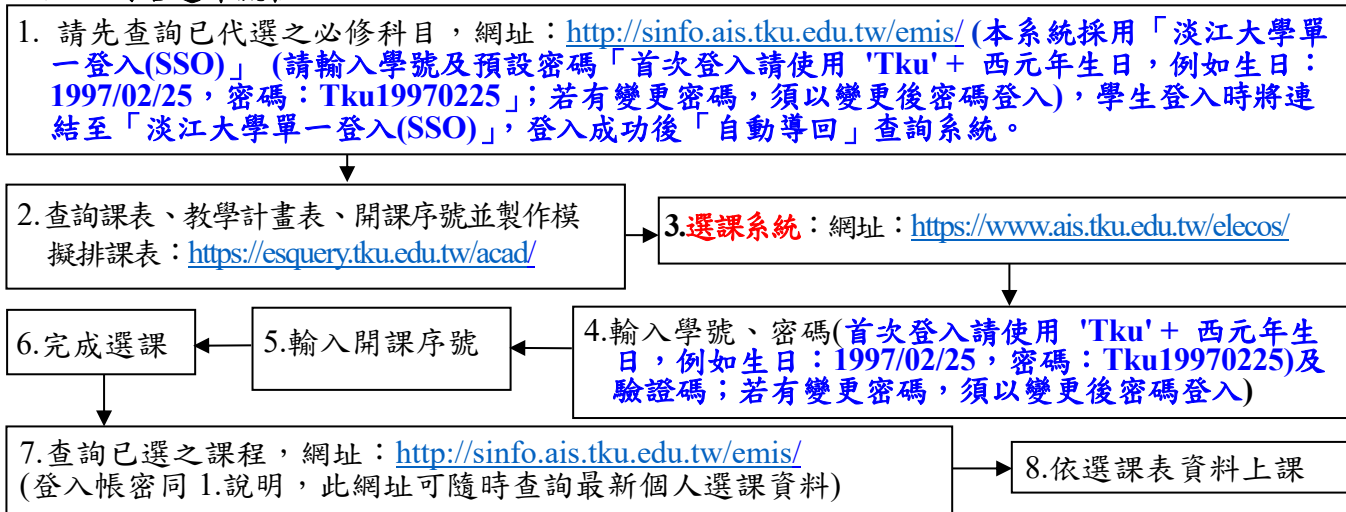 1. 請先查詢已代選之必修科目，網址：http://sinfo.ais.tku.edu.tw/emis/ (本系統採用「淡江大學單
一登入(SSO)」 (請輸入學號及預設密碼「首次登入請使用 'Tku' + 西元年生日，例如生日：
1997/02/25，密碼：Tku19970225」；若有變更密碼，須以變更後密碼登入)，學生登入時將連
結至「淡江大學單一登入(SSO)」，登入成功後「自動導回」查詢系統。
2.查詢課表、教學計畫表、開課序號並製作模
擬排課表：https://esquery.tku.edu.tw/acad/
3.選課系統：網址：https://www.ais.tku.edu.tw/elecos/
4.輸入學號、密碼(首次登入請使用 'Tku' + 西元年生
日，例如生日：1997/02/25，密碼：Tku19970225)及
驗證碼；若有變更密碼，須以變更後密碼登入)
5.輸入開課序號
6.完成選課
7.查詢已選之課程，網址：http://sinfo.ais.tku.edu.tw/emis/
(登入帳密同 1.說明，此網址可隨時查詢最新個人選課資料)
8.依選課表資料上課